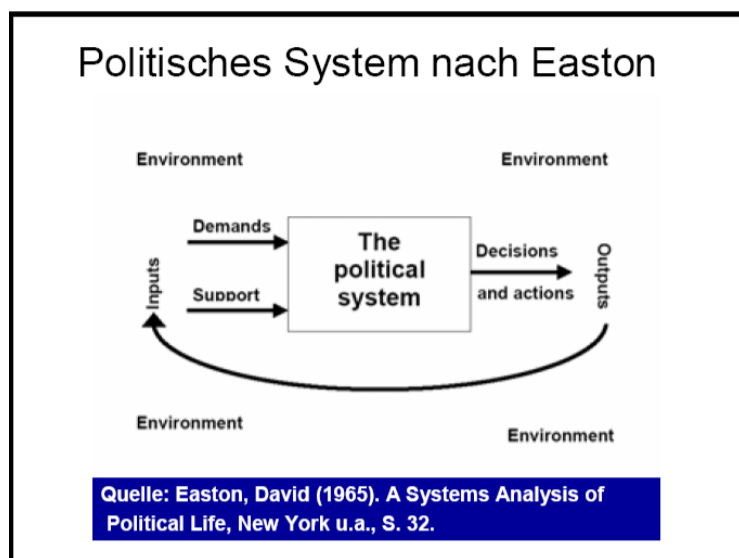 Politisches System nach Easton
Environment
Environment
Demands
The
political
system
Decisions
and actions
Support
Inputs
Outputs
Environment
Environment
Quelle: Easton, David (1965). A Systems Analysis of
Political Life, New York u.a., S. 32.